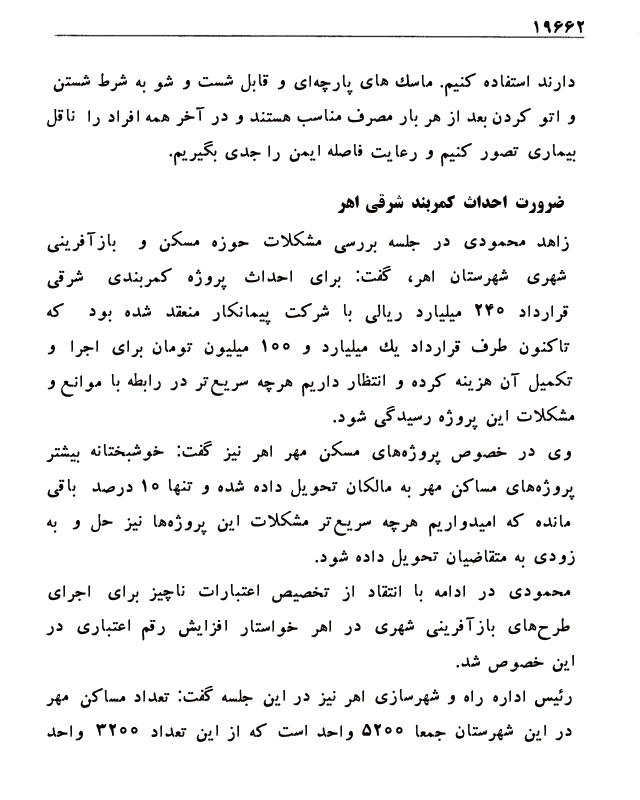 ۱۹۶۶۲
دارند استفاده کنیم. ماسك های پارچه‌ای و قابل شست و شو به شرط شستن
و اتو کردن بعد از هر بار مصرف مناسب هستند و در آخر همه افراد را ناقل
بیماری تصور کنیم و رعایت فاصله ایمن را جدی بگیریم.
ضرورت احداث کمربند شرقی اهر
زاهد محمودی در جلسه بررسی مشکلات حوزه مسکن و بازآفرینی
شهری شهرستان اهر، گفت: برای احداث پروژه کمربندی شرقی
قرارداد ۲۴۰ میلیارد ریالی با شرکت پیمانکار منعقد شده بود که
تاکنون طرف قرارداد یك میلیارد و ۱۰۰ میلیون تومان برای اجرا و
تکمیل آن هزینه کرده و انتظار داریم هرچه سریع‌تر در رابطه با موانع و
مشکلات این پروژه رسیدگی شود.
وی در خصوص پروژه‌های مسکن مهر اهر نیز گفت: خوشبختانه بیشتر
پروژه‌های مساکن مهر به مالکان تحویل داده شده و تنها ۱۰ درصد باقی
مانده که امیدواریم هرچه سریع‌تر مشکلات این پروژه‌ها نیز حل و به
زودی به متقاضیان تحویل داده شود.
محمودی در ادامه با انتقاد از تخصیص اعتبارات ناچیز برای اجرای
طرح‌های بازآفرینی شهری در اهر خواستار افزایش رقم اعتباری در
این خصوص شد.
رئیس اداره راه و شهرسازی اهر نیز در این جلسه گفت: تعداد مساکن مهر
در این شهرستان جمعا ۵۲۰۰ واحد است که از این تعداد ۳۲۰۰ واحد